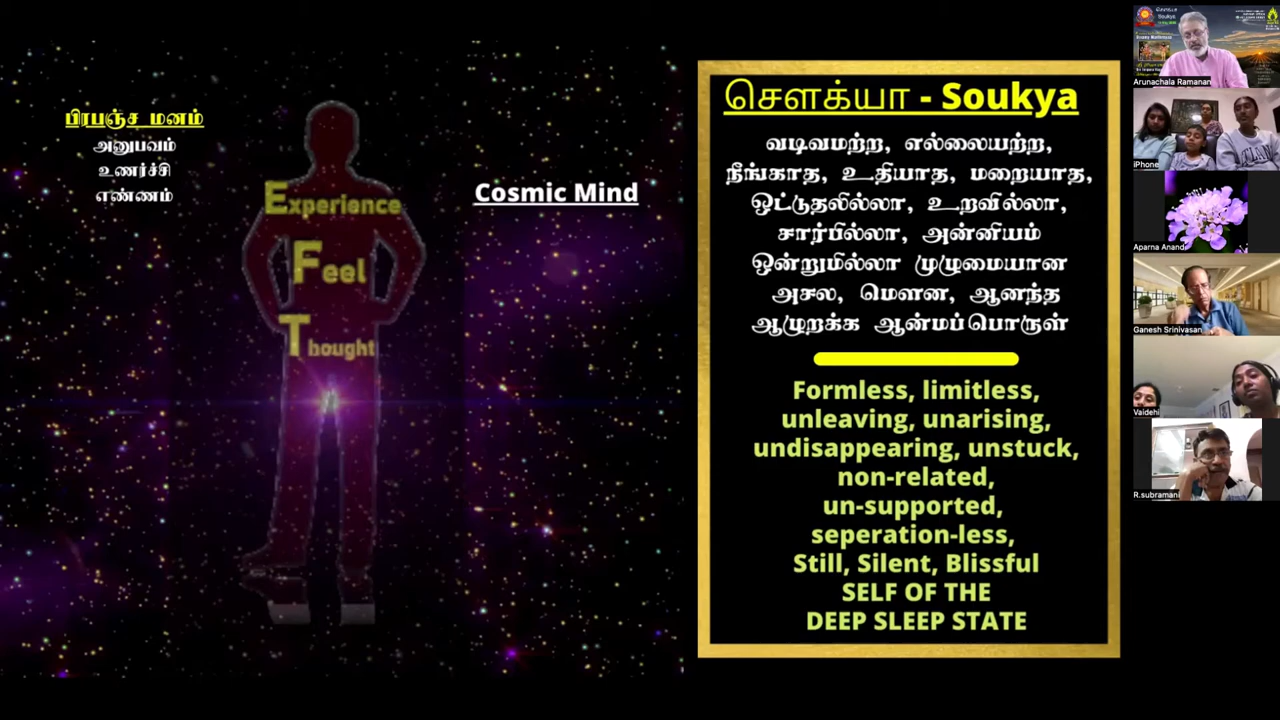 பிரபஞ்ச மனம்
அனுபவம்
உணர்ச்சி
எண்ணம்
Experience
Feel
Thought
Cosmic Mind
சௌக்யா - Soukya
வடிவமற்ற, எல்லையற்ற,
நீங்காத, உதியாத, மறையாத,
ஒட்டுதலில்லா, உறவில்லா,
சார்பில்லா, அன்னியம்
ஒன்றுமில்லா முழுமையான
அசல, மௌன, ஆனந்த
ஆழுறக்க ஆன்மப்பொருள்
Formless, limitless,
unleaving, unarising,
undisappearing, unstuck,
non-related,
un-supported,
seperation-less,
Still, Silent, Blissful
SELF OF THE
DEEP SLEEP STATE
Soukya
Arunachala Ramanan
iPhone
Aparna Anand
Ganesh Srinivasan
Vaidehi
R.subramani